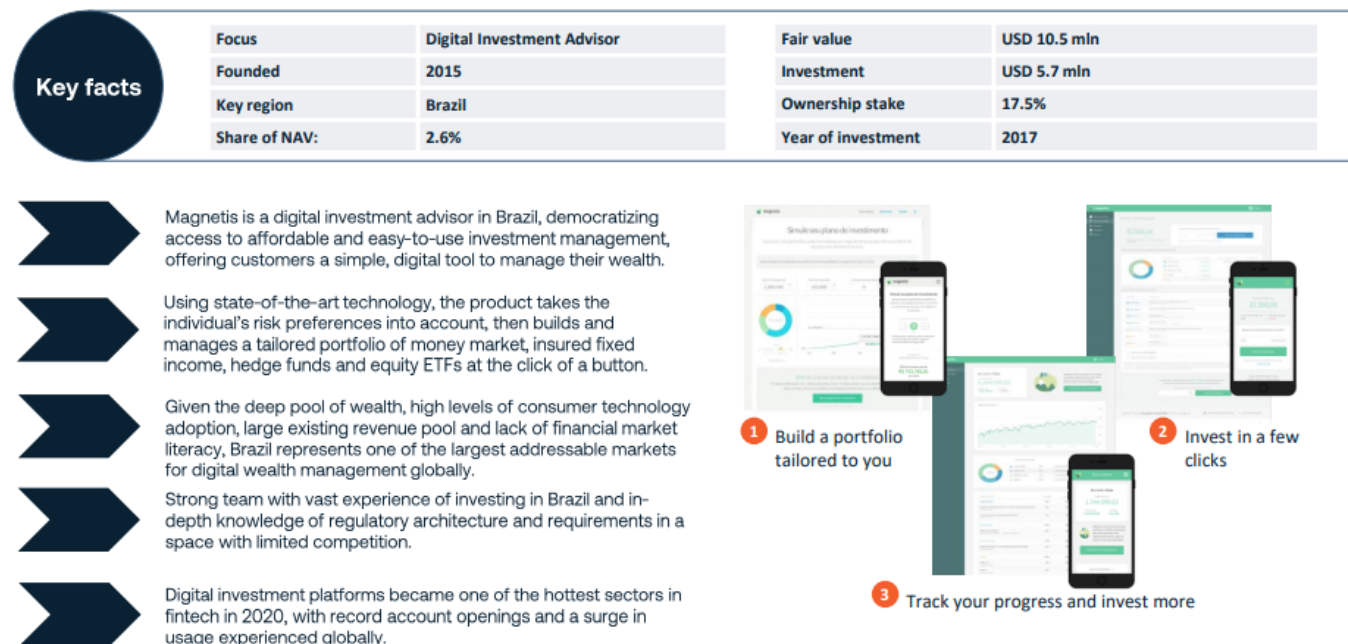 Key facts
Focus Digital Investment Advisor
Founded 2015
Key region Brazil
Share of NAV: 2.6%
Fair value USD 10.5 mln
Investment USD 5.7 mln
Ownership stake 17.5%
Year of investment 2017
Magnetis is a digital investment advisor in Brazil, democratizing
access to affordable and easy-to-use investment management,
offering customers a simple, digital tool to manage their wealth.
Using state-of-the-art technology, the product takes the
individual's risk preferences into account, then builds and
manages a tailored portfolio of money market, insured fixed
income, hedge funds and equity ETFs at the click of a button.
Given the deep pool of wealth, high levels of consumer technology
adoption, large existing revenue pool and lack of financial market
literacy, Brazil represents one of the largest addressable markets
for digital wealth management globally.
Strong team with vast experience of investing in Brazil and in-
depth knowledge of regulatory architecture and requirements in a
space with limited competition.
Digital investment platforms became one of the hottest sectors in
fintech in 2020, with record account openings and a surge in
usage experienced globally.
magnetis
Simule seu plano de investimento
1 Build a portfolio
tailored to you
2 Invest in a few
clicks
3 Track your progress and invest more